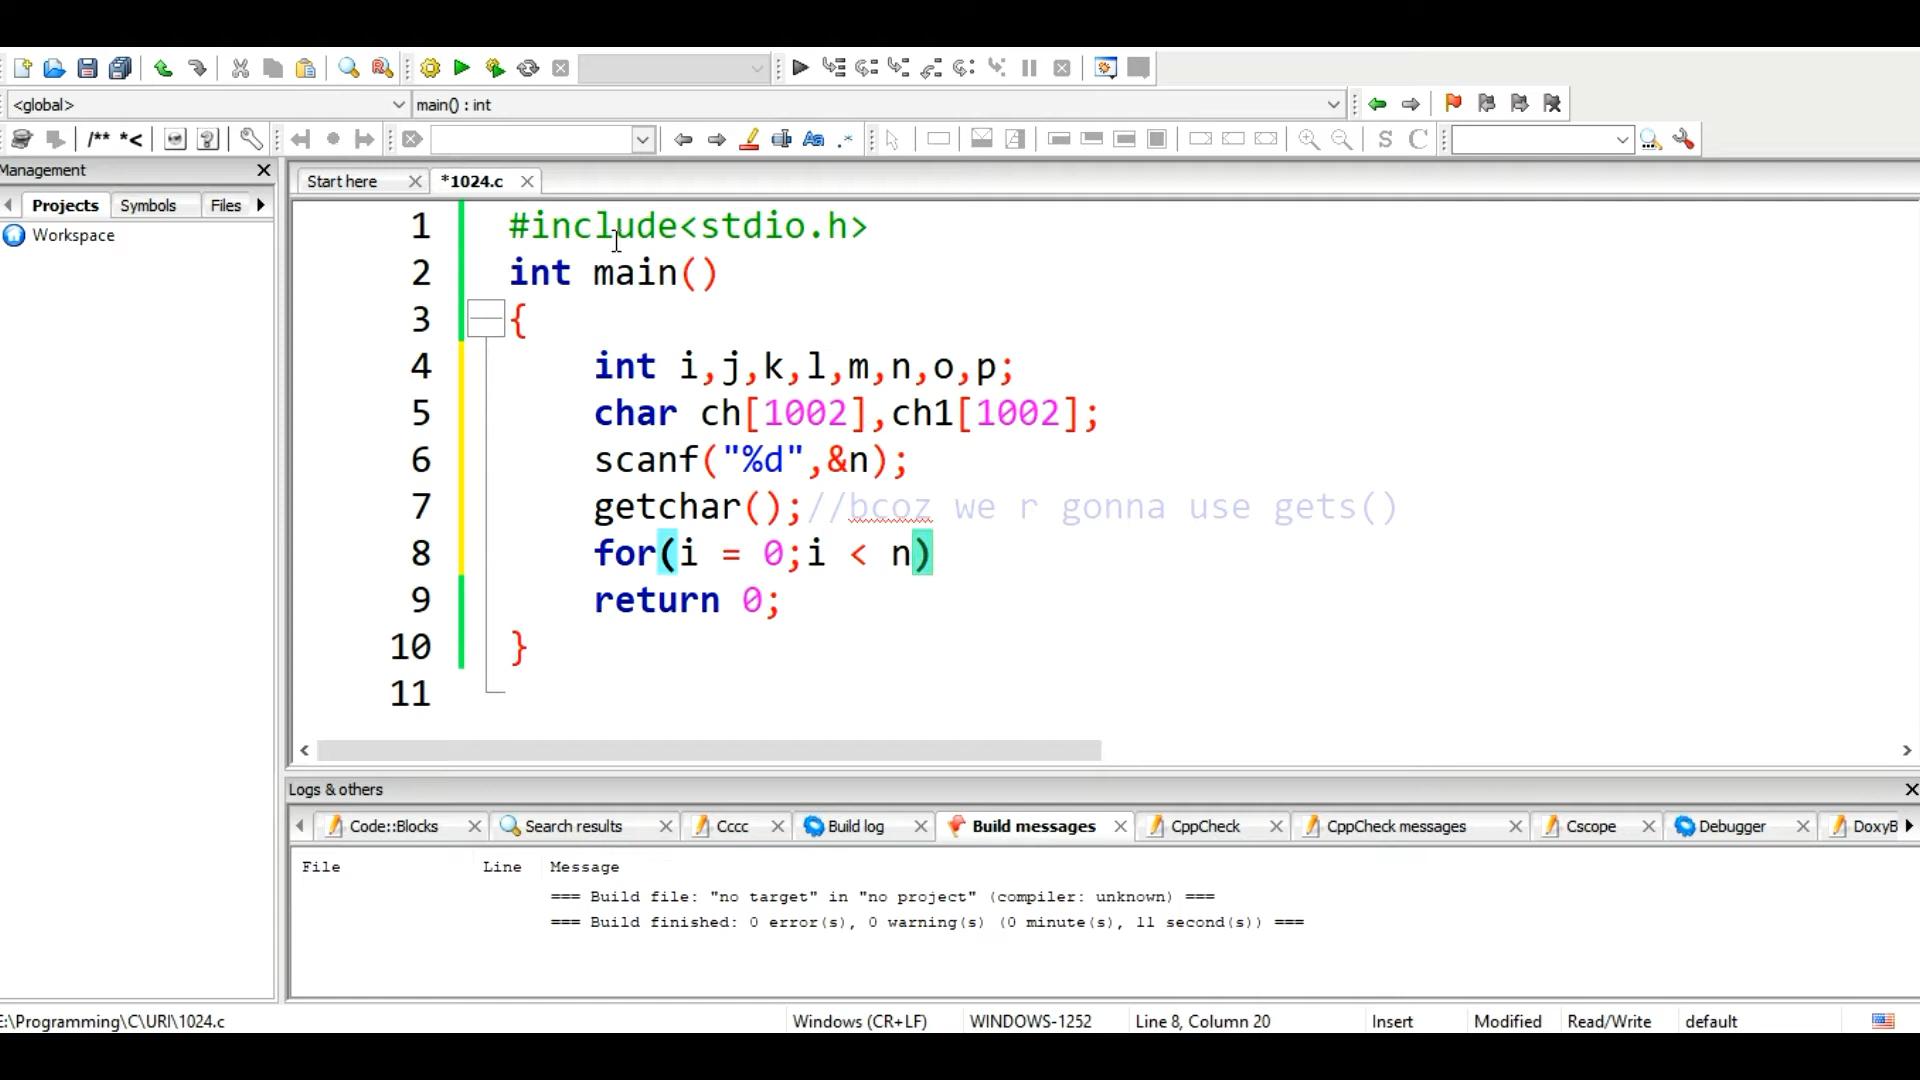 <global>
main() : int
/** *<
Aa .*
S C
Management
Projects Symbols Files
Workspace
Start here *1024.c
1 #include<stdio.h>
2 int main()
3 {
4 int i,j,k,l,m,n,o,p;
5 char ch[1002],ch1[1002];
6 scanf("%d",&n);
7 getchar();//bcoz we r gonna use gets()
8 for(i = 0;i < n)
9 return 0;
10 }
11
Logs & others
Code::Blocks Search results Cccc Build log Build messages CppCheck CppCheck messages Cscope Debugger DoxyB
File Line Message
=== Build file: "no target" in "no project" (compiler: unknown) ===
=== Build finished: 0 error(s), 0 warning(s) (0 minute(s), 11 second(s)) ===
:\Programming\C\URI\1024.c Windows (CR+LF) WINDOWS-1252 Line 8, Column 20 Insert Modified Read/Write default